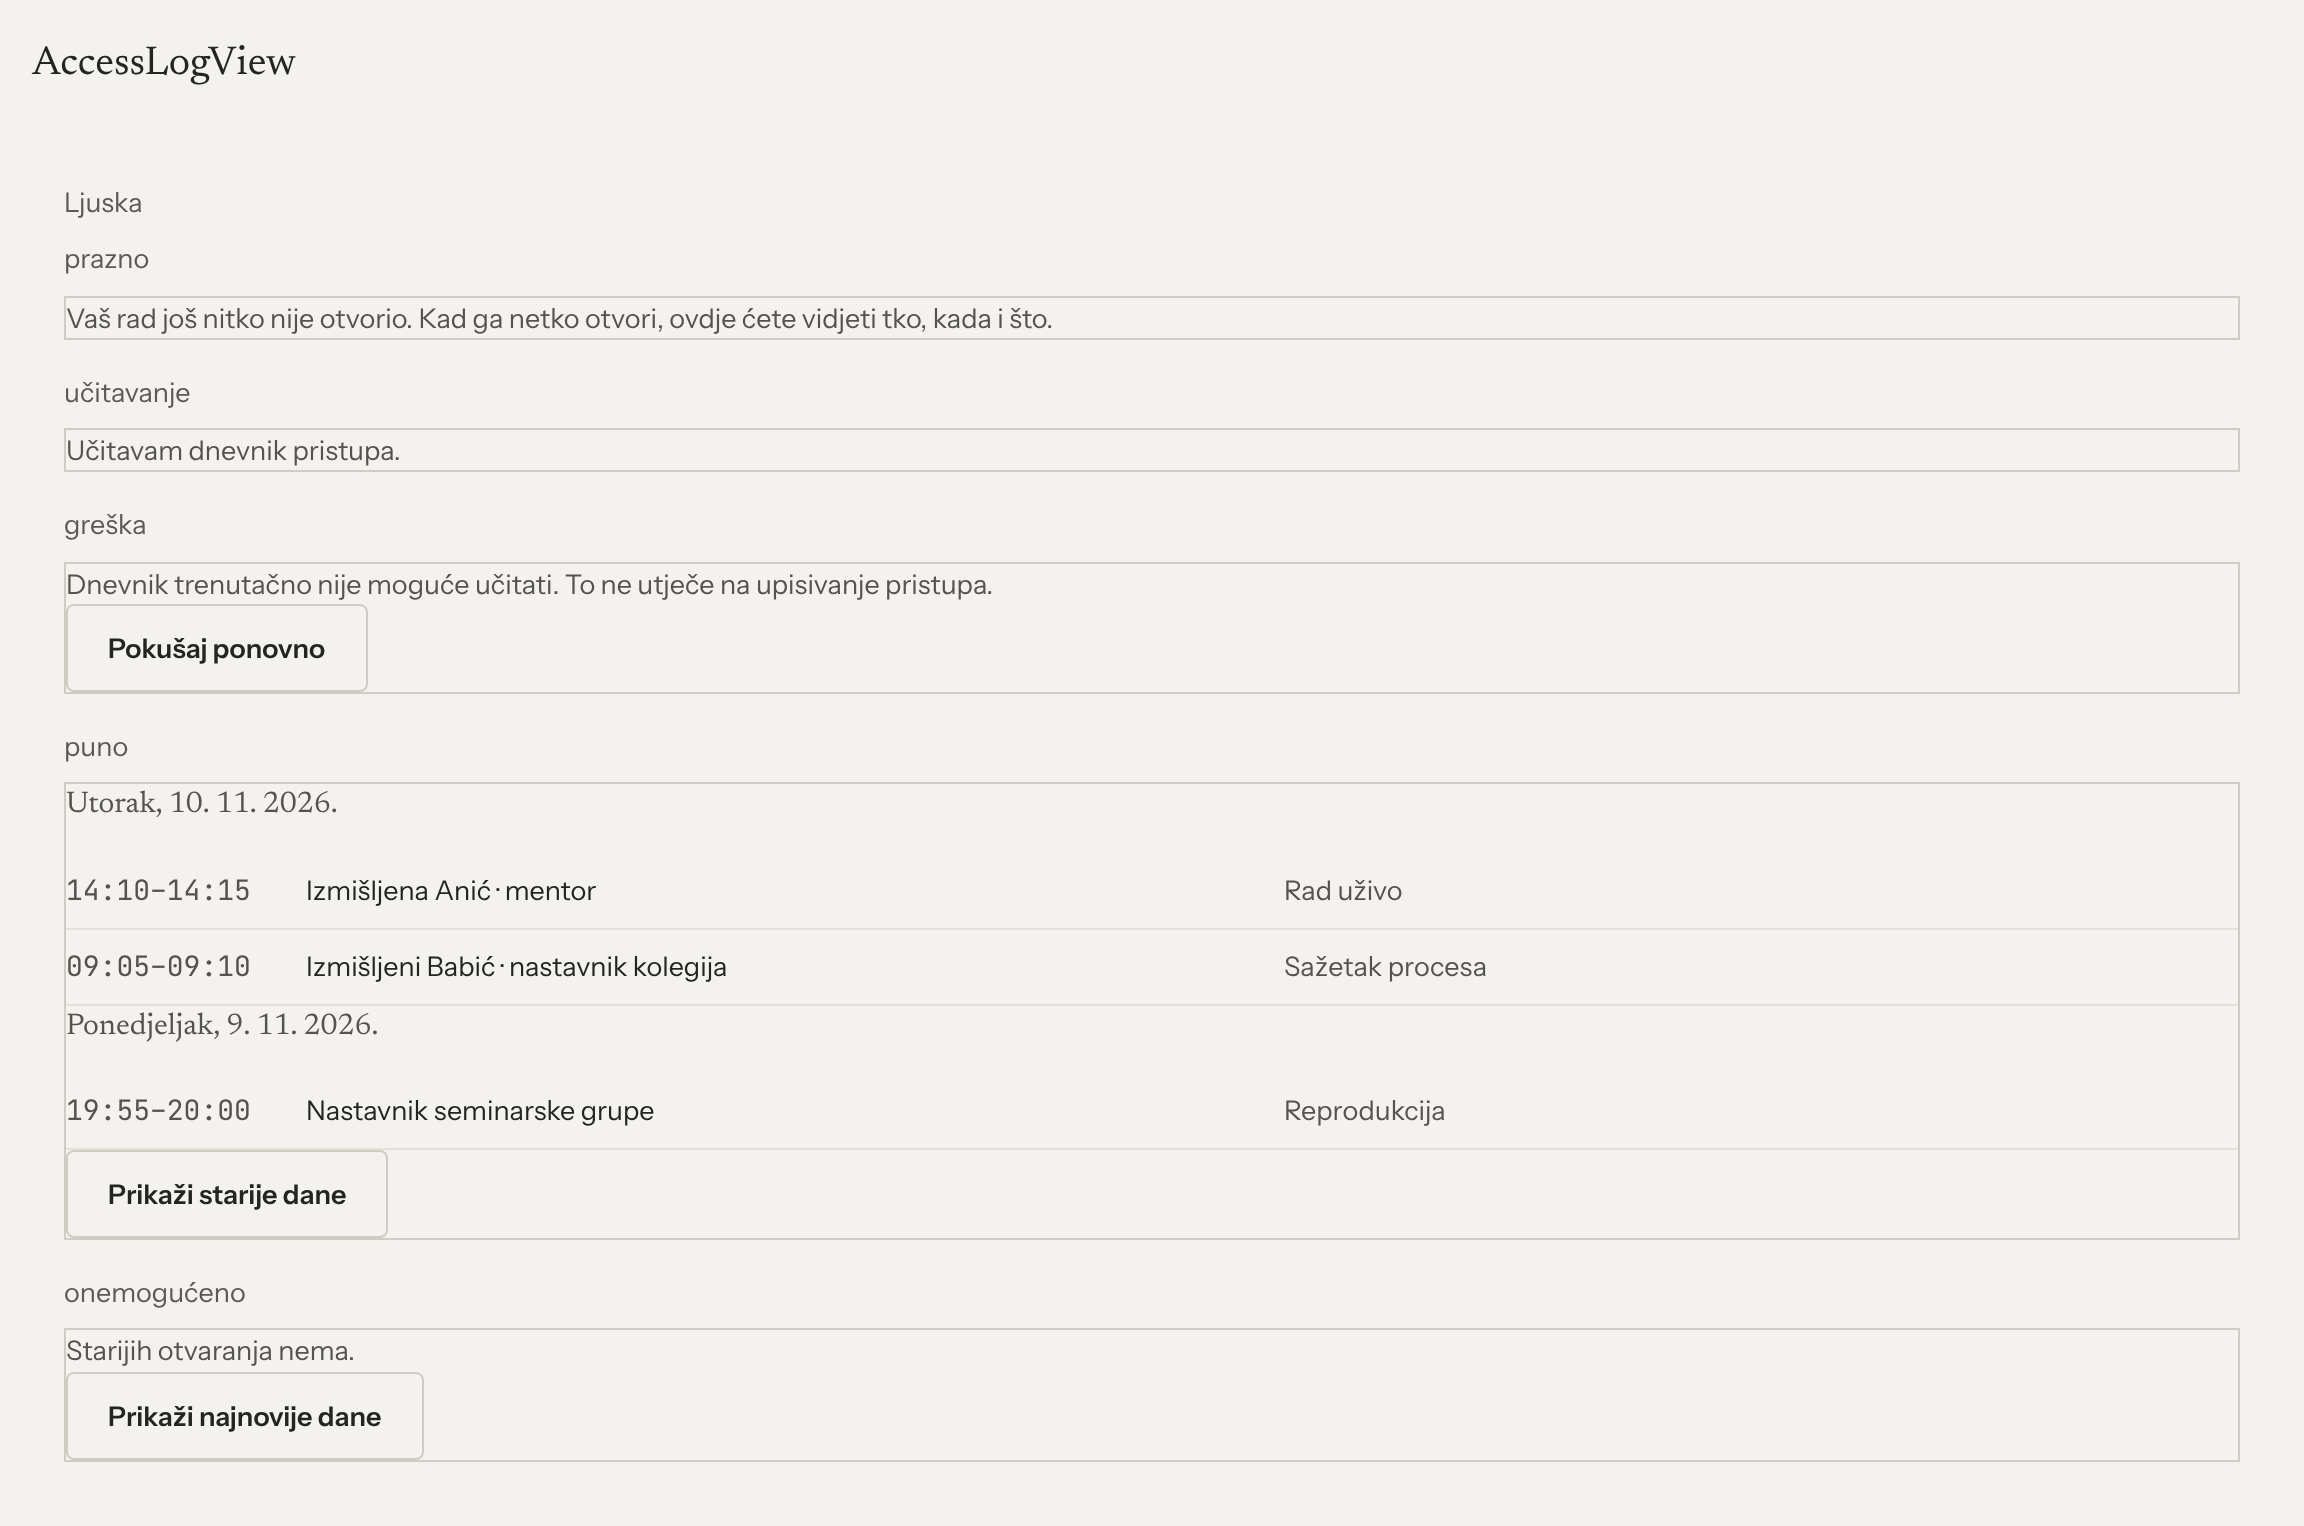 AccessLogView
Ljuska
prazno
Vaš rad još nitko nije otvorio. Kad ga netko otvori, ovdje ćete vidjeti tko, kada i što.
učitavanje
Učitavam dnevnik pristupa.
greška
Dnevnik trenutačno nije moguće učitati. To ne utječe na upisivanje pristupa.
Pokušaj ponovno
puno
Utorak, 10. 11. 2026.
14:10–14:15 Izmišljena Anić · mentor Rad uživo
09:05–09:10 Izmišljeni Babić · nastavnik kolegija Sažetak procesa
Ponedjeljak, 9. 11. 2026.
19:55–20:00 Nastavnik seminarske grupe Reprodukcija
Prikaži starije dane
onemogućeno
Starijih otvaranja nema.
Prikaži najnovije dane